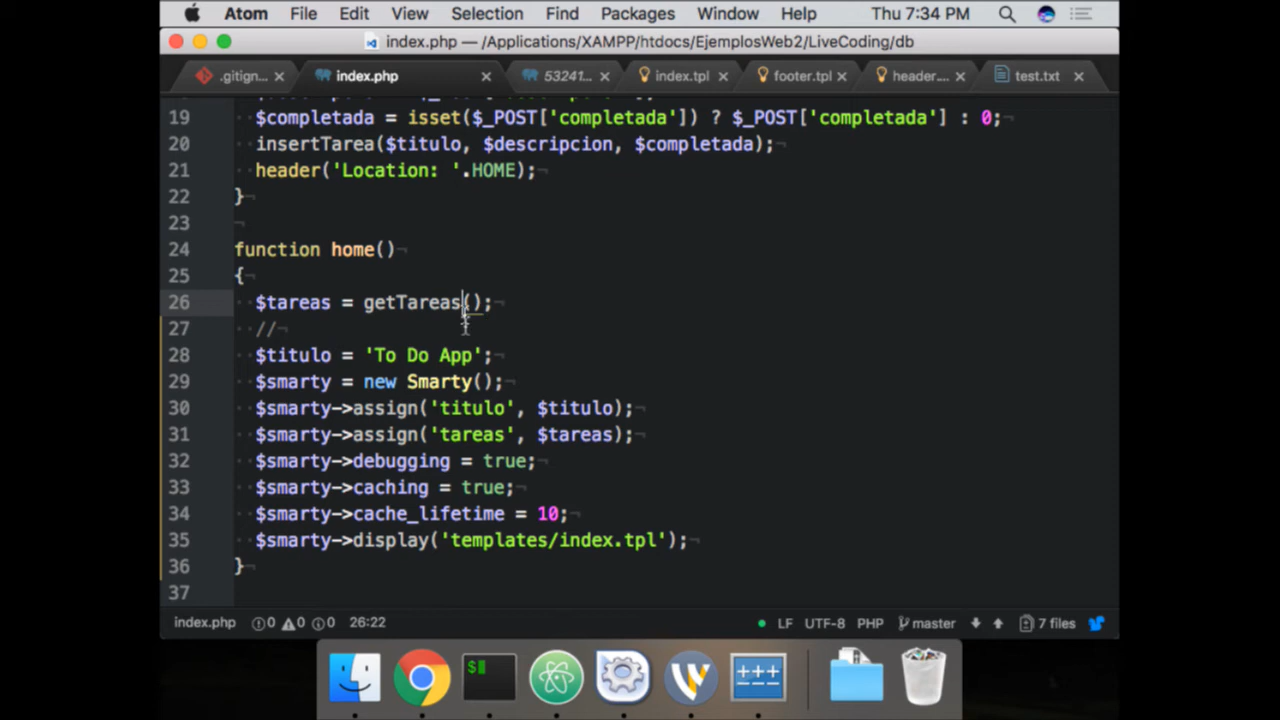 Atom File Edit View Selection Find Packages Window Help Thu 7:34 PM
index.php — /Applications/XAMPP/htdocs/EjemplosWeb2/LiveCoding/db
.gitign... index.php 53241... index.tpl footer.tpl header.... test.txt
19 $completada = isset($_POST['completada']) ? $_POST['completada'] : 0;
20 insertTarea($titulo, $descripcion, $completada);
21 header('Location: '.HOME);
22 }
23
24 function home()
25 {
26 $tareas = getTareas();
27 //
28 $titulo = 'To Do App';
29 $smarty = new Smarty();
30 $smarty->assign('titulo', $titulo);
31 $smarty->assign('tareas', $tareas);
32 $smarty->debugging = true;
33 $smarty->caching = true;
34 $smarty->cache_lifetime = 10;
35 $smarty->display('templates/index.tpl');
36 }
37
index.php 0 0 0 26:22 LF UTF-8 PHP master 7 files
$
+++